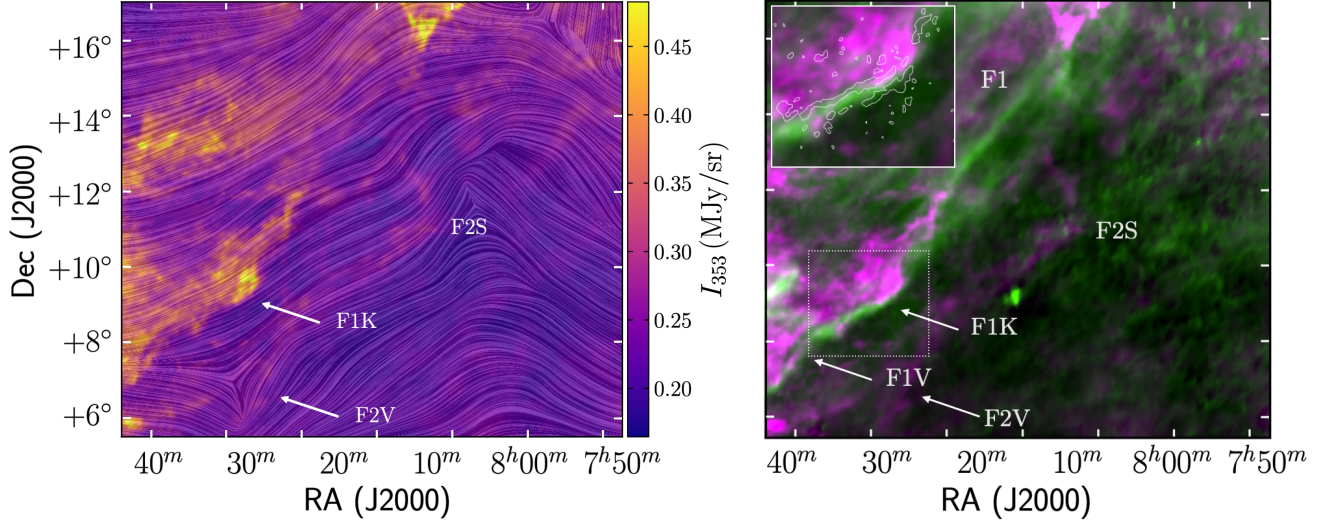 +16°
+14°
+12°
+10°
+8°
+6°
Dec (J2000)
F2S
F1K
F2V
40ᵐ 30ᵐ 20ᵐ 10ᵐ 8ʰ00ᵐ 7ʰ50ᵐ
RA (J2000)
0.45
0.40
0.35
0.30
0.25
0.20
I₃₅₃ (MJy/sr)
F1
F2S
F1K
F1V
F2V
40ᵐ 30ᵐ 20ᵐ 10ᵐ 8ʰ00ᵐ 7ʰ50ᵐ
RA (J2000)